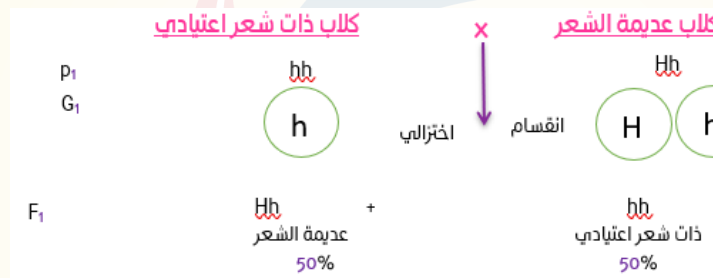 كلاب عديمة الشعر × كلاب ذات شعر اعتيادي
P₁ hh Hh
G₁ h H h
انقسام اختزالي
F₁ Hh + hh
عديمة الشعر ذات شعر اعتيادي
50% 50%